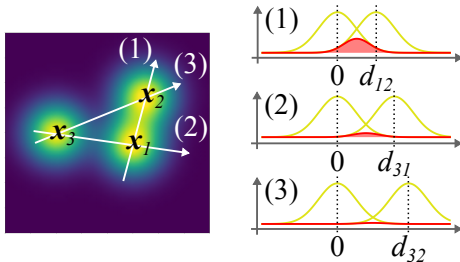 (1)
(3)
x₂
x₃
x₁
(2)
(1)
0
d₁₂
(2)
0
d₃₁
(3)
0
d₃₂